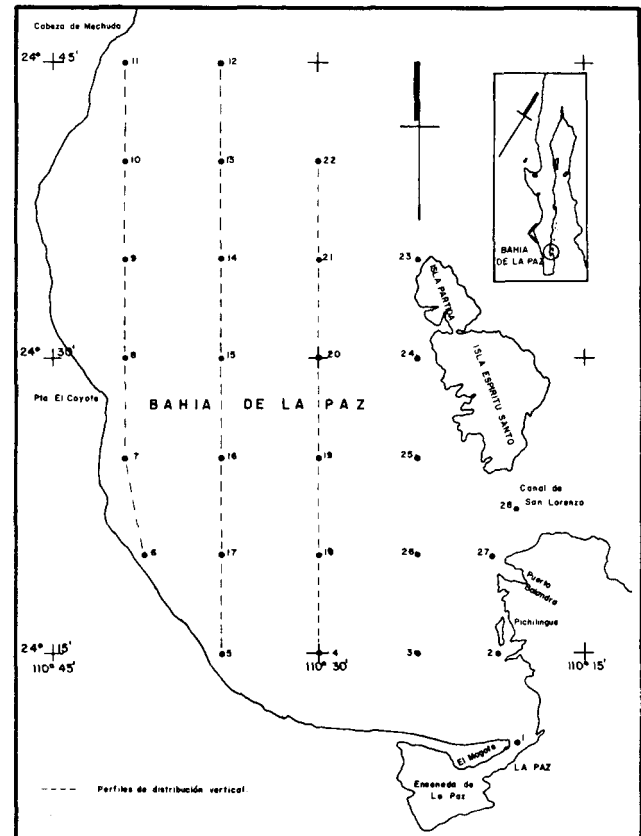 Cabeza de Mechudo
24° 45'
11
12
10
13
22
BAHIA
DE LA PAZ
9
14
21
23
ISLA PARTIDA
24° 30'
8
15
20
24
ISLA ESPIRITU SANTO
Pta. El Coyote
BAHIA DE LA PAZ
7
16
19
25
Canal de
San Lorenzo
28
6
17
18
26
27
Puerto
Balandra
Pichilingue
24° 15'
5
4
3
2
110° 45'
110° 30'
110° 15'
1
El Mogote
LA PAZ
Ensenada de
La Paz
Perfiles de distribución vertical.